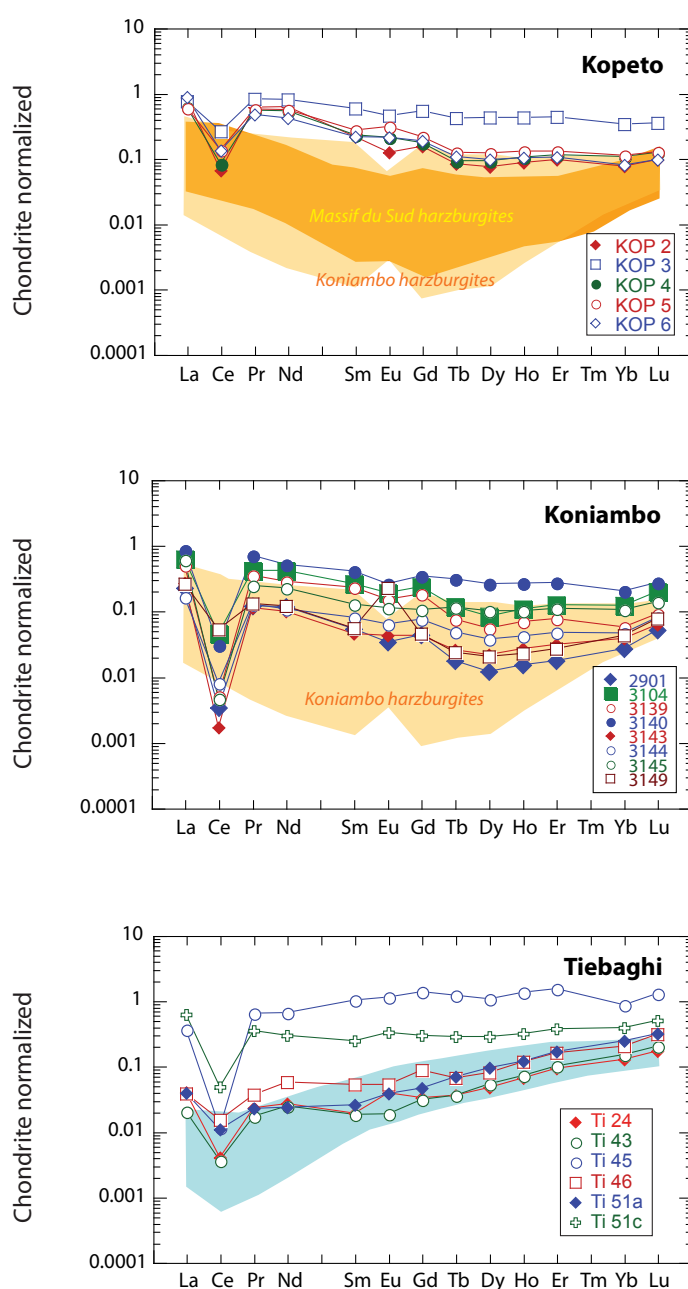 Chondrite normalized
10
1
0.1
0.01
0.001
0.0001
Kopeto
Massif du Sud harzburgites
Koniambo harzburgites
KOP 2
KOP 3
KOP 4
KOP 5
KOP 6
La Ce Pr Nd Sm Eu Gd Tb Dy Ho Er Tm Yb Lu
Chondrite normalized
10
1
0.1
0.01
0.001
0.0001
Koniambo
Koniambo harzburgites
2901
3104
3139
3140
3143
3144
3145
3149
La Ce Pr Nd Sm Eu Gd Tb Dy Ho Er Tm Yb Lu
Chondrite normalized
10
1
0.1
0.01
0.001
0.0001
Tiebaghi
Ti 24
Ti 43
Ti 45
Ti 46
Ti 51a
Ti 51c
La Ce Pr Nd Sm Eu Gd Tb Dy Ho Er Tm Yb Lu